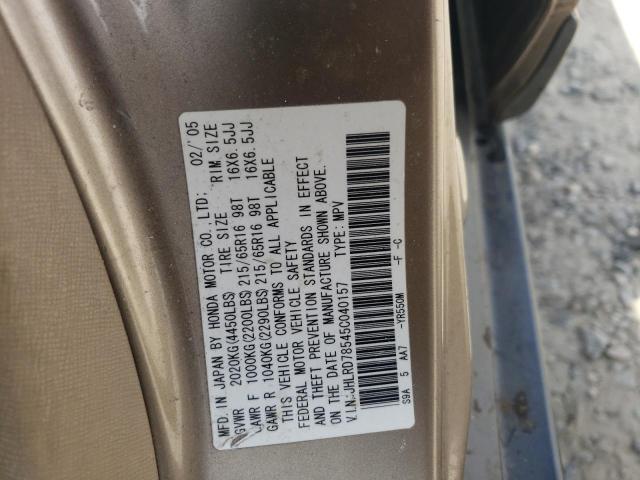 MFD. IN JAPAN BY HONDA MOTOR CO., LTD: 02/'05
GVWR 2020KG(4450LBS) TIRE SIZE RIM SIZE
GAWR F 1000KG(2200LBS) 215/65R16 98T 16X6.5JJ
GAWR R 1040KG(2290LBS) 215/65R16 98T 16X6.5JJ
THIS VEHICLE CONFORMS TO ALL APPLICABLE
FEDERAL MOTOR VEHICLE SAFETY
AND THEFT PREVENTION STANDARDS IN EFFECT
ON THE DATE OF MANUFACTURE SHOWN ABOVE.
V.I.N.:JHLRD78545C040157 TYPE: MPV
S9A 5 AA7 -YR550M -F -C